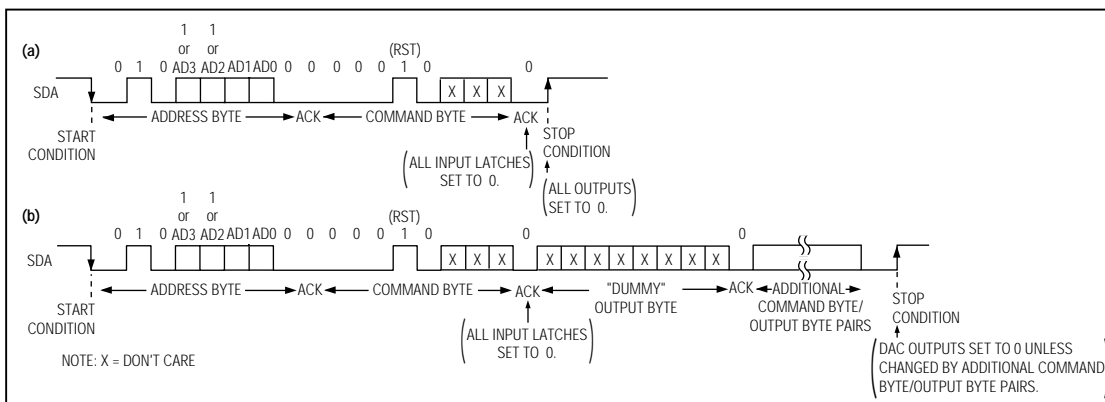 (a)
1 1 (RST)
or or
0 1 0 AD3 AD2 AD1 AD0 0 0 0 0 0 1 0 0
SDA X X X
ADDRESS BYTE ACK COMMAND BYTE ACK
START CONDITION
STOP CONDITION
(ALL INPUT LATCHES SET TO 0.)
(ALL OUTPUTS SET TO 0.)
(b)
1 1 (RST)
or or
0 1 0 AD3 AD2 AD1 AD0 0 0 0 0 0 1 0 0 0
SDA X X X X X X X X X X X
ADDRESS BYTE ACK COMMAND BYTE ACK "DUMMY" OUTPUT BYTE ACK ADDITIONAL COMMAND BYTE/ OUTPUT BYTE PAIRS
START CONDITION
STOP CONDITION
(ALL INPUT LATCHES SET TO 0.)
(DAC OUTPUTS SET TO 0 UNLESS CHANGED BY ADDITIONAL COMMAND BYTE/OUTPUT BYTE PAIRS.)
NOTE: X = DON'T CARE